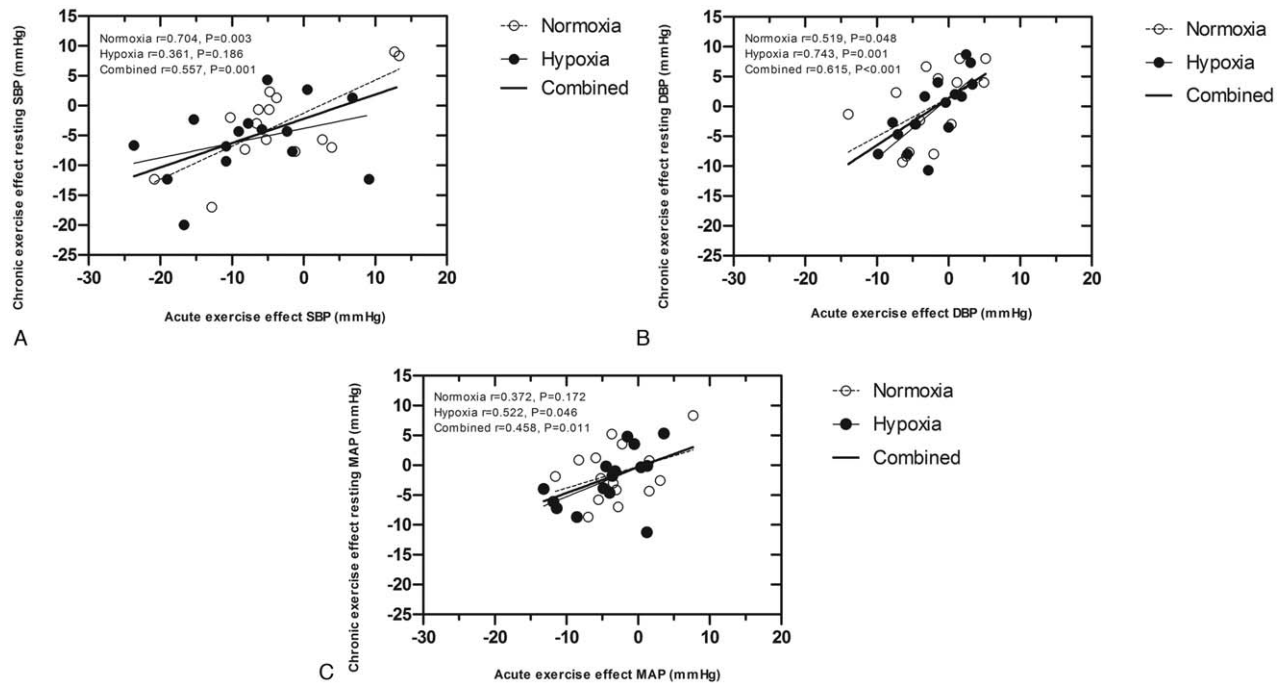 Normoxia r=0.704, P=0.003
Hypoxia r=0.361, P=0.186
Combined r=0.557, P=0.001
Normoxia
Hypoxia
Combined
Chronic exercise effect resting SBP (mmHg)
15
10
5
0
-5
-10
-15
-20
-25
-30
-20
-10
0
10
20
Acute exercise effect SBP (mmHg)
A
Normoxia r=0.519, P=0.048
Hypoxia r=0.743, P=0.001
Combined r=0.615, P<0.001
Normoxia
Hypoxia
Combined
Chronic exercise effect resting DBP (mmHg)
15
10
5
0
-5
-10
-15
-20
-25
-30
-20
-10
0
10
20
Acute exercise effect DBP (mmHg)
B
Normoxia r=0.372, P=0.172
Hypoxia r=0.522, P=0.046
Combined r=0.458, P=0.011
Normoxia
Hypoxia
Combined
Chronic exercise effect resting MAP (mmHg)
15
10
5
0
-5
-10
-15
-20
-25
-30
-20
-10
0
10
20
Acute exercise effect MAP (mmHg)
C